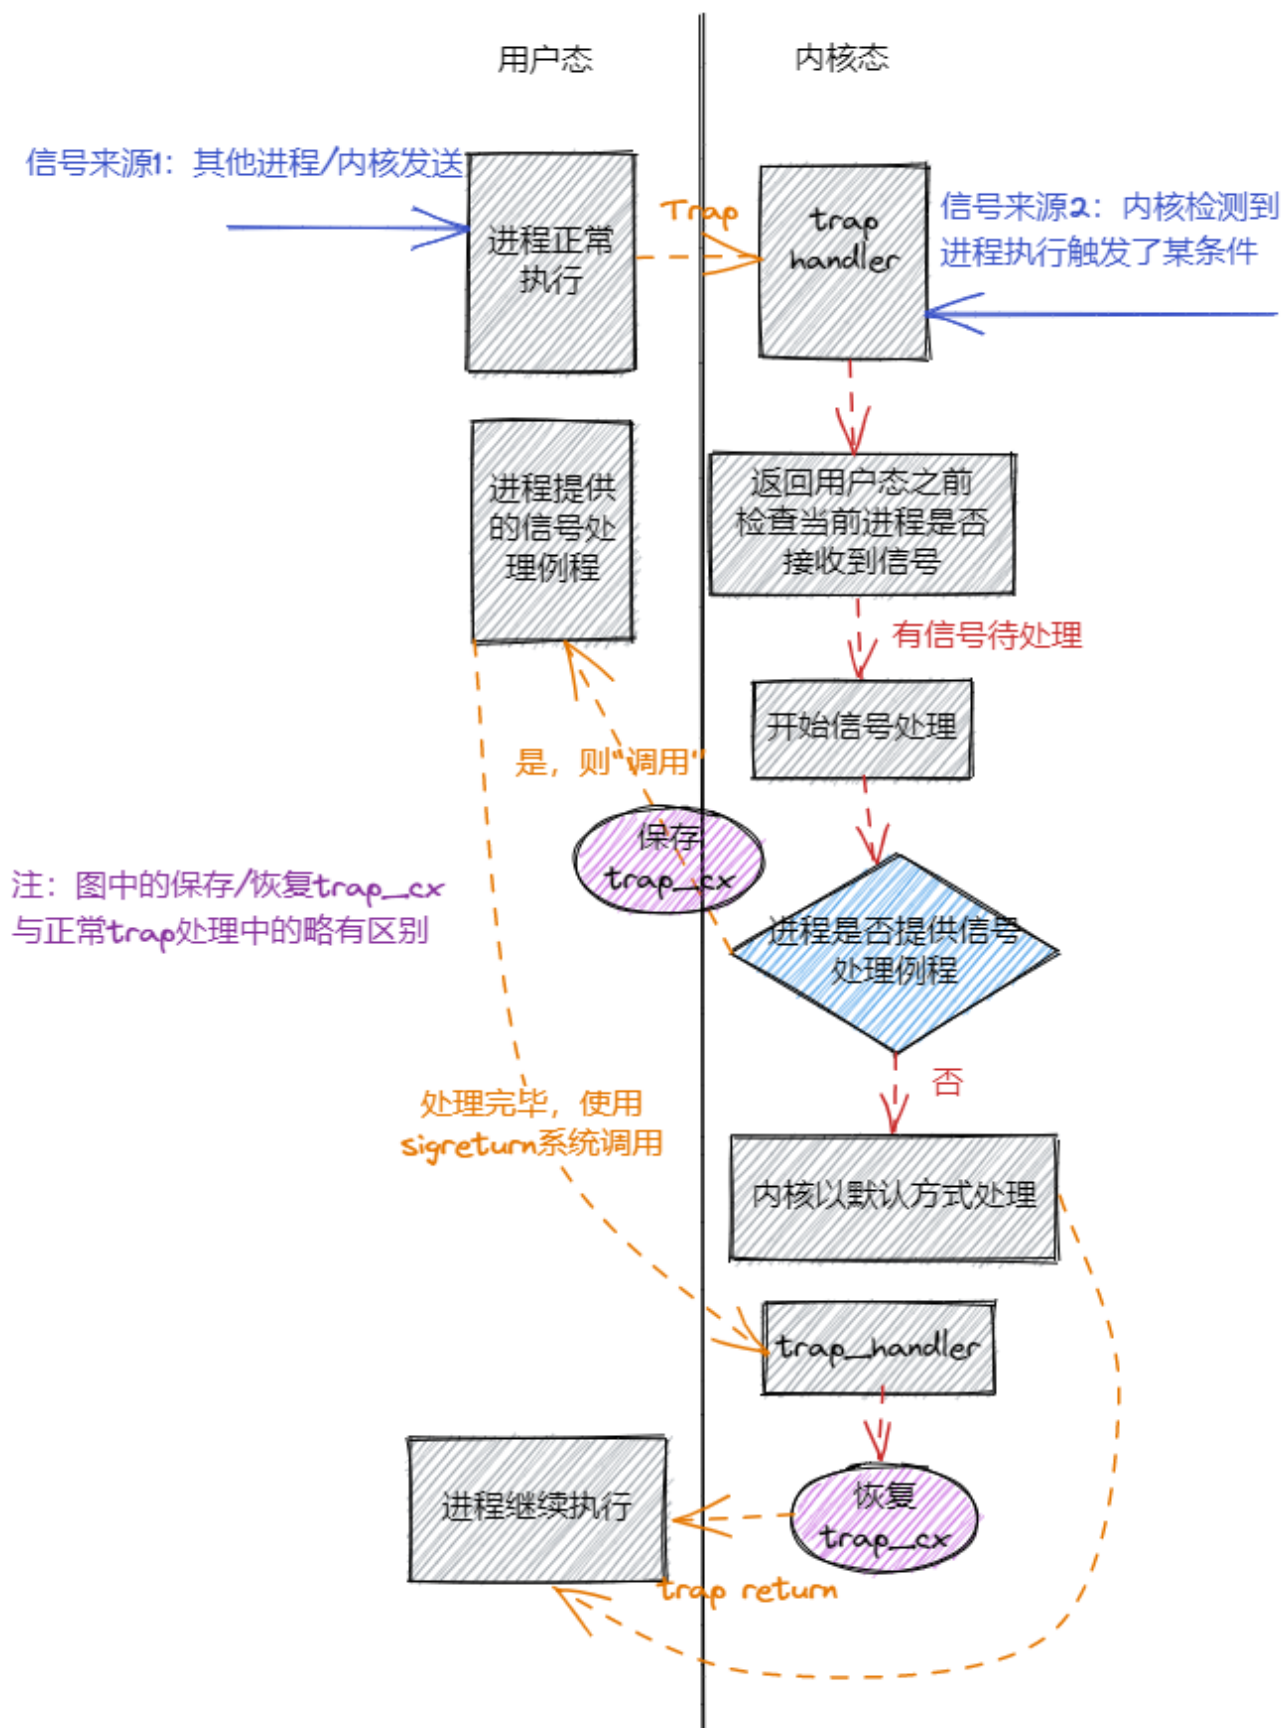 用户态
内核态
信号来源1：其他进程/内核发送
进程正常
执行
Trap
trap
handler
信号来源2：内核检测到
进程执行触发了某条件
进程提供
的信号处
理例程
返回用户态之前
检查当前进程是否
接收到信号
有信号待处理
开始信号处理
是，则“调用”
保存
trap_cx
注：图中的保存/恢复trap_cx
与正常trap处理中的略有区别
进程是否提供信号
处理例程
否
处理完毕，使用
sigreturn系统调用
内核以默认方式处理
trap_handler
进程继续执行
恢复
trap_cx
trap return